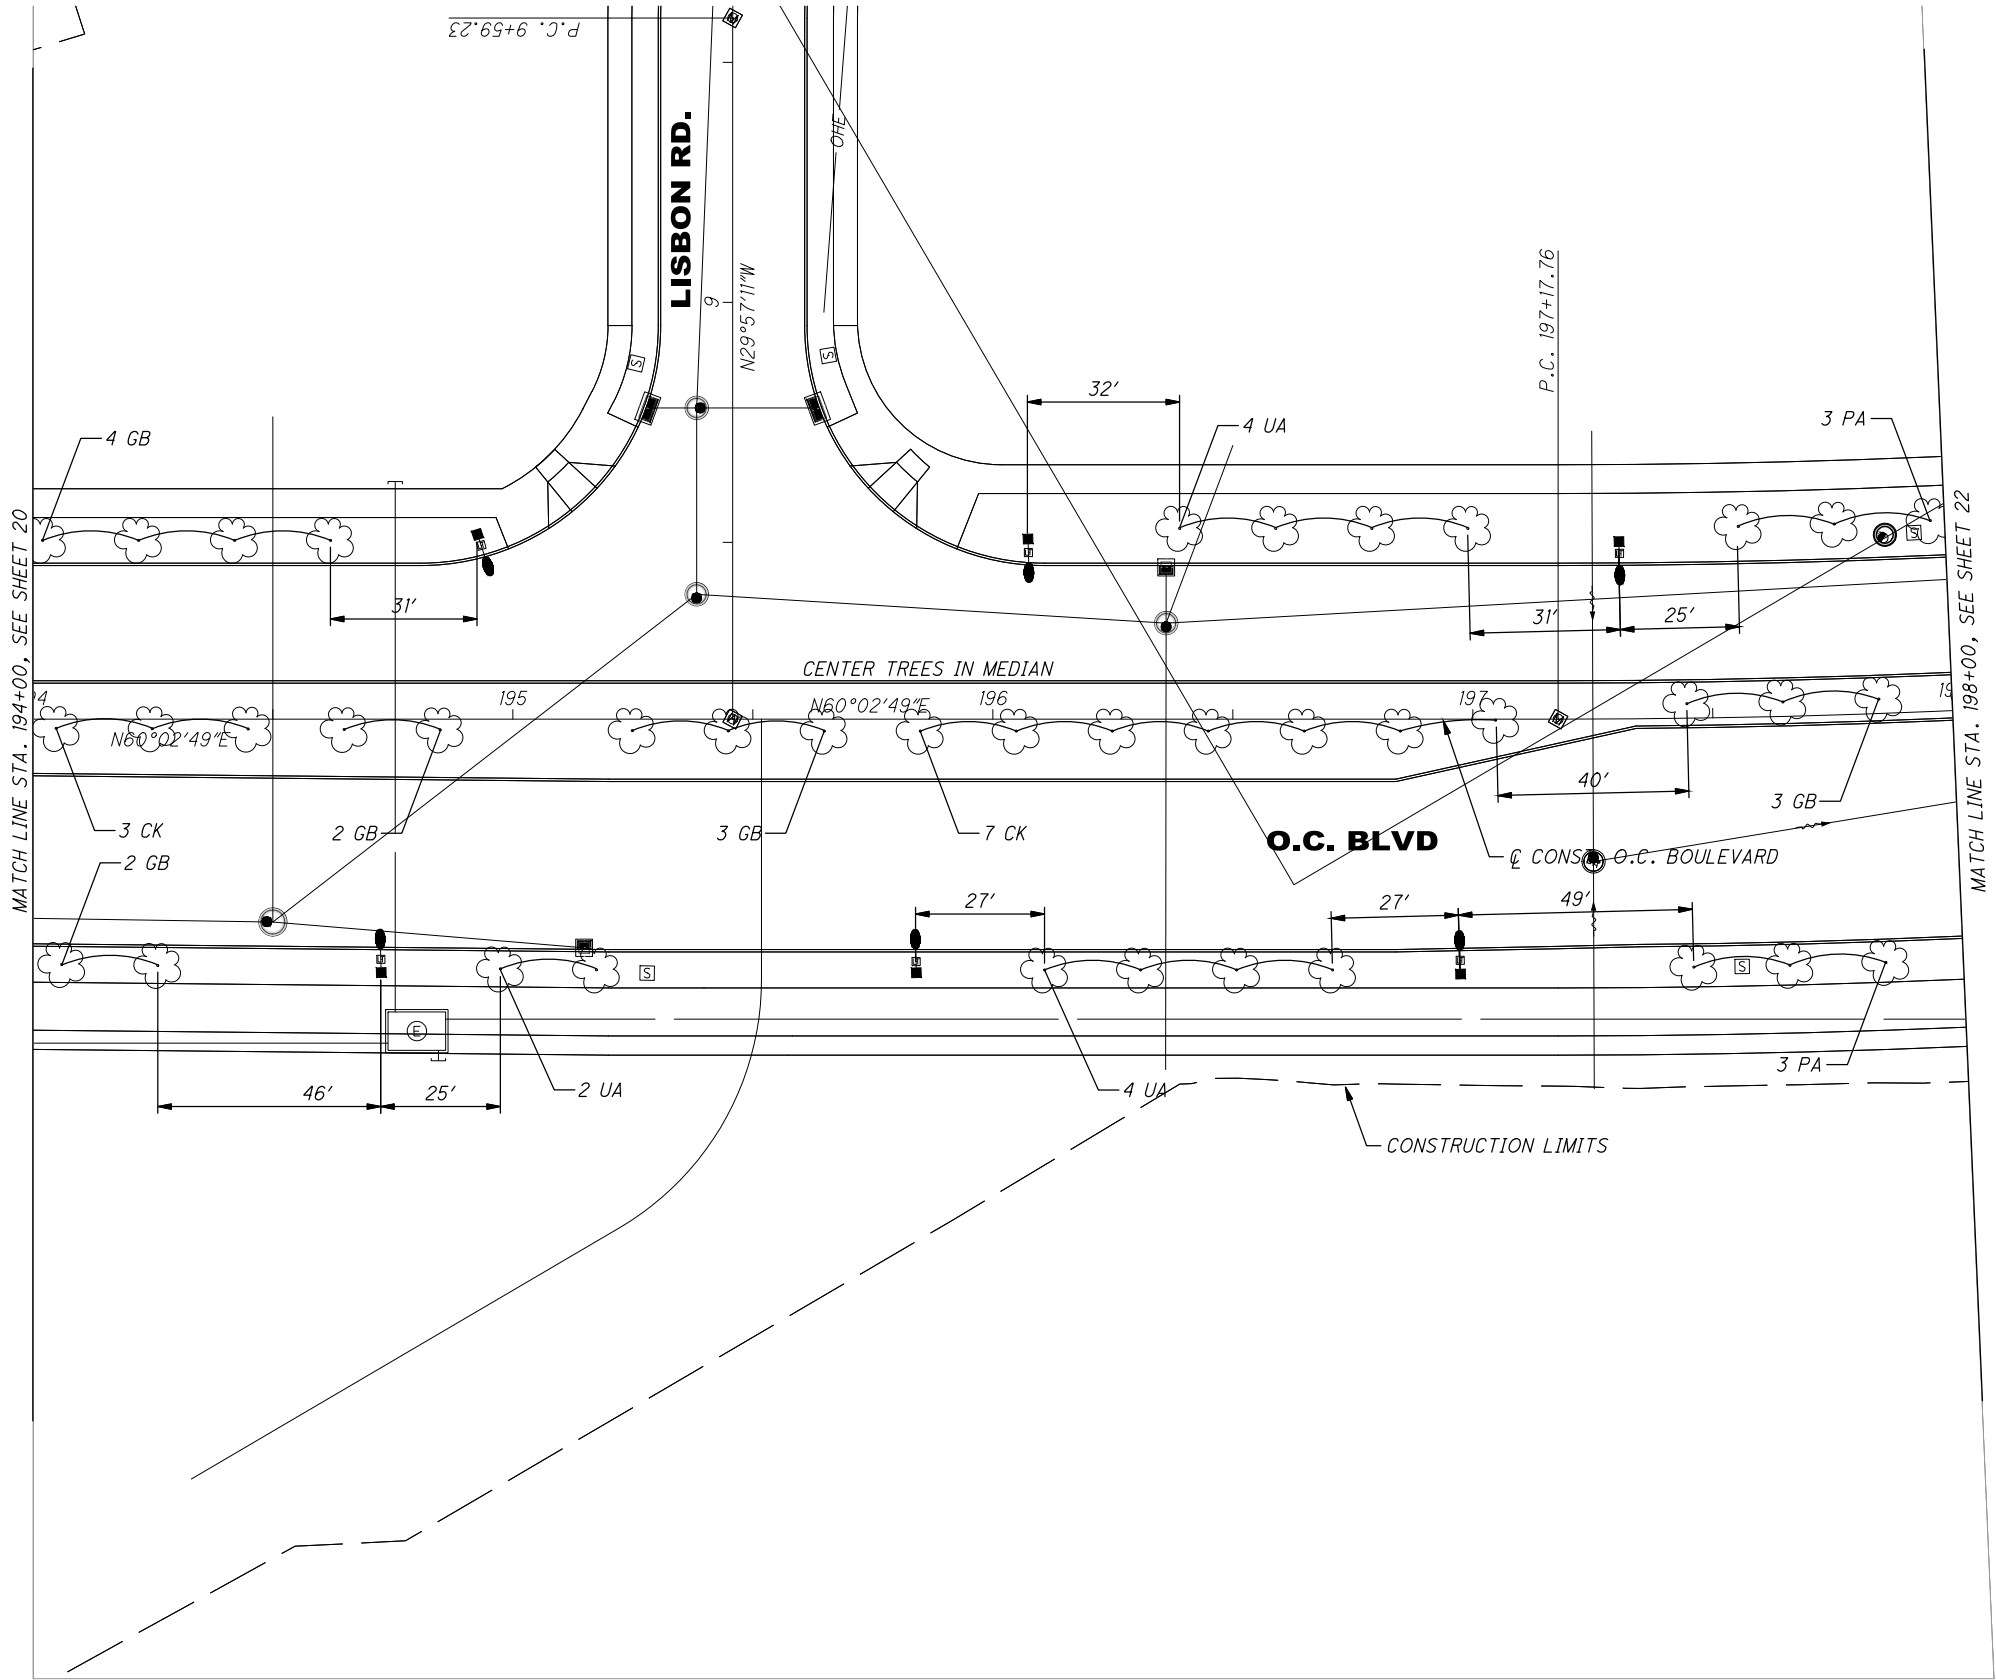 P.C. 9+59.23
LISBON RD.
OHE
9
N29°57'11"W
P.C. 197+17.76
S
S
32'
4 GB
4 UA
3 PA
S
31'
31'
25'
MATCH LINE STA. 194+00, SEE SHEET 20
MATCH LINE STA. 198+00, SEE SHEET 22
CENTER TREES IN MEDIAN
94
195
196
197
19
N60°02'49"E
N60°02'49"E
40'
3 CK
2 GB
3 GB
7 CK
3 GB
O.C. BLVD
2 GB
℄ CONST. O.C. BOULEVARD
27'
27'
49'
S
S
E
46'
25'
2 UA
4 UA
3 PA
CONSTRUCTION LIMITS